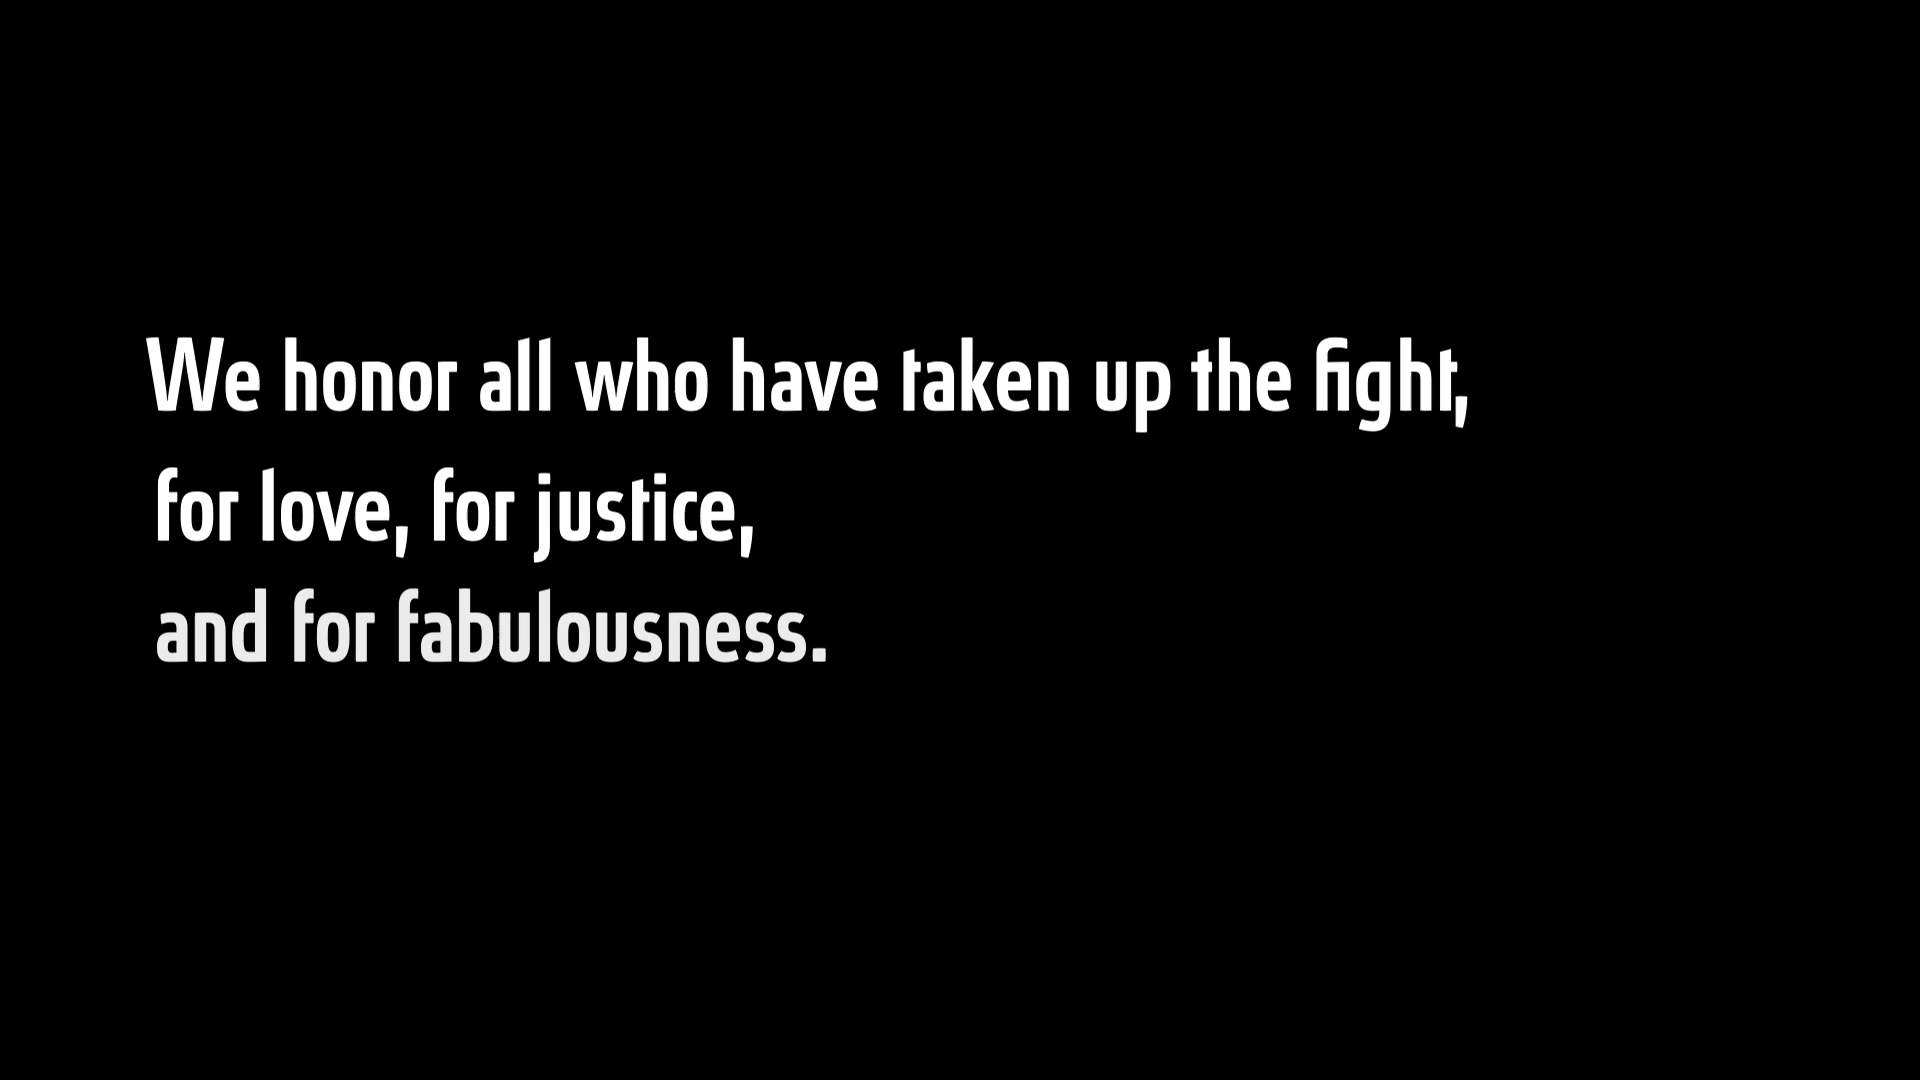 We honor all who have taken up the fight,
for love, for justice,
and for fabulousness.